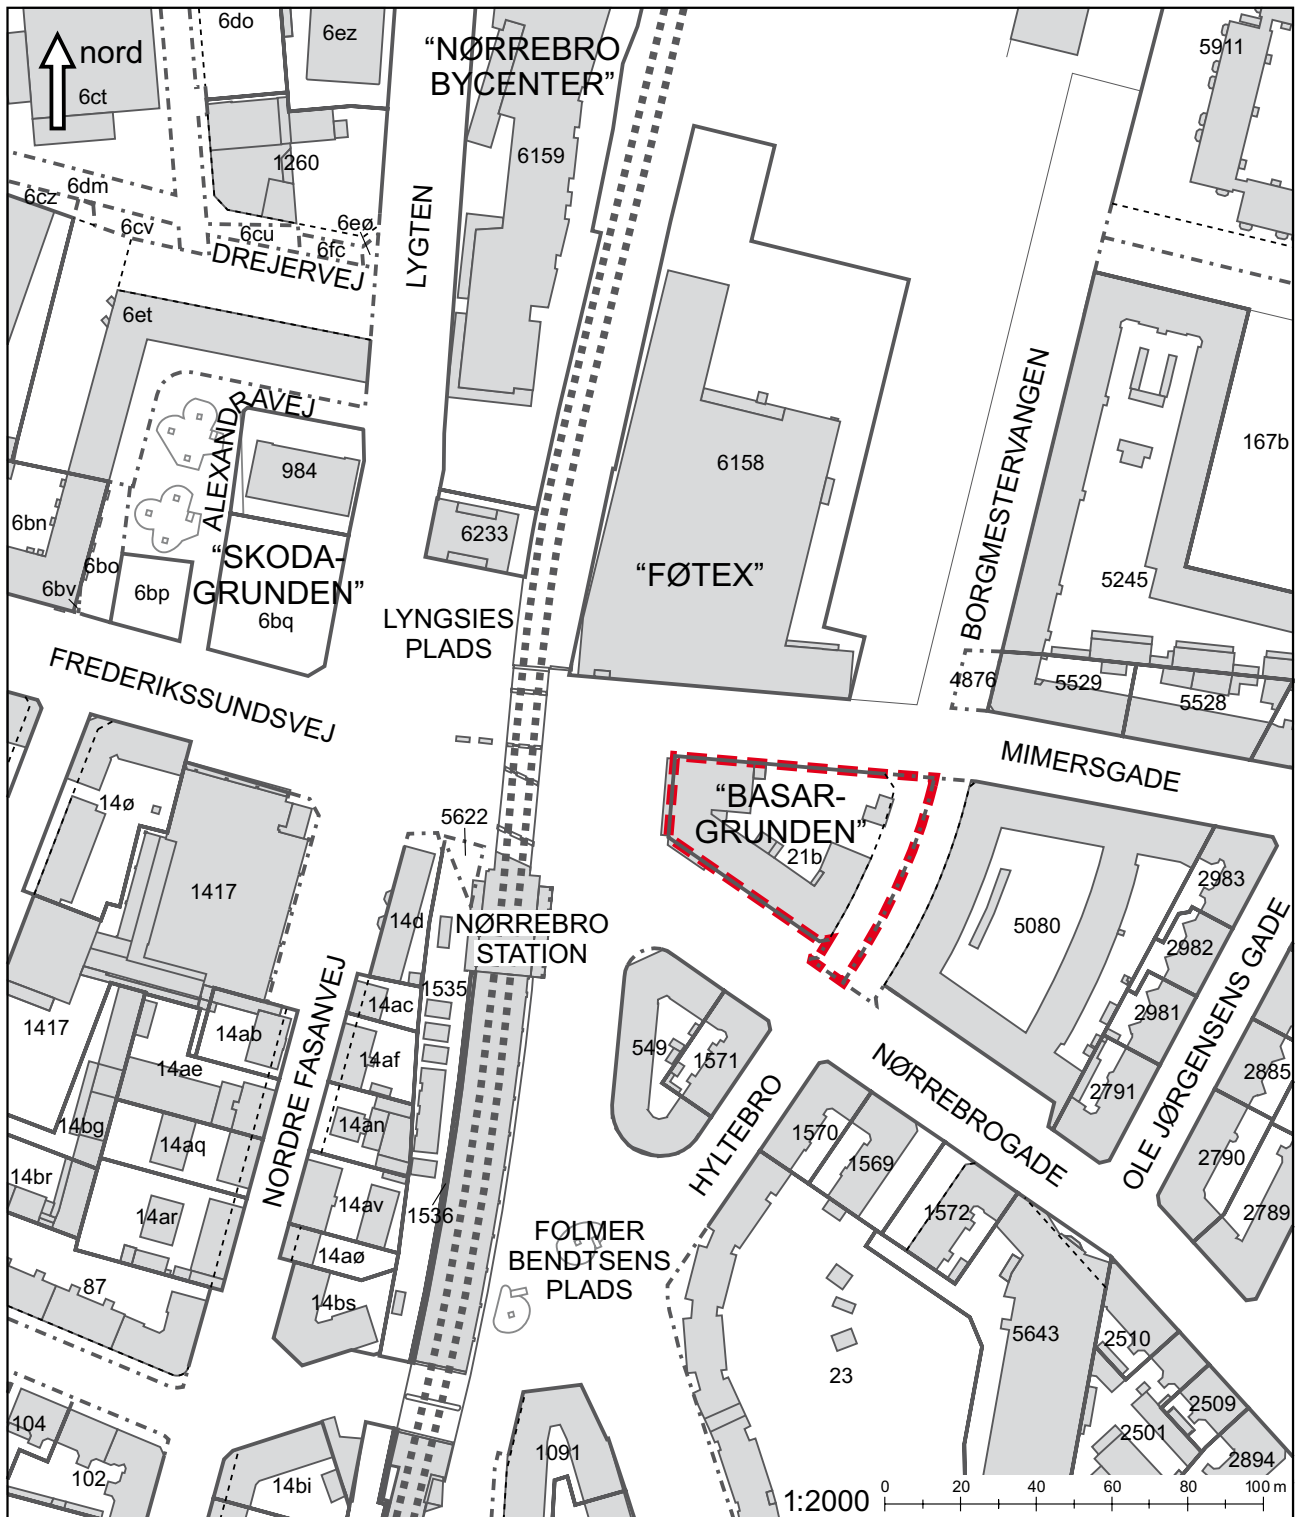 6do
6ez
“NØRREBRO
BYCENTER”
5911
nord
6ct
1260
6159
6dm
6cz
6cv
6cu
6eø
6fc
DREJERVEJ
LYGTEN
6et
ALEXANDRAVEJ
984
6158
BORGMESTERVANGEN
167b
6bn
6233
6bo
“SKODA-
GRUNDEN”
“FØTEX”
5245
6bv
6bp
6bq
LYNGSIES
PLADS
FREDERIKSSUNDSVEJ
4876
5529
5528
MIMERSGADE
14ø
“BASAR-
GRUNDEN”
5622
21b
1417
2983
14d
NØRREBRO
STATION
5080
2982
1535
14ac
1417
14ab
NORDRE FASANVEJ
2981
OLE JØRGENSENS GADE
549
1571
14af
14ae
NØRREBROGADE
2885
2791
14bg
14an
14aq
HYLTEBRO
1570
1569
2790
14br
14av
14ar
1536
1572
2789
FOLMER
BENDTSENS
PLADS
14aø
87
14bs
5643
2510
23
104
2509
2501
102
14bi
1091
2894
1:2000
0 20 40 60 80 100 m